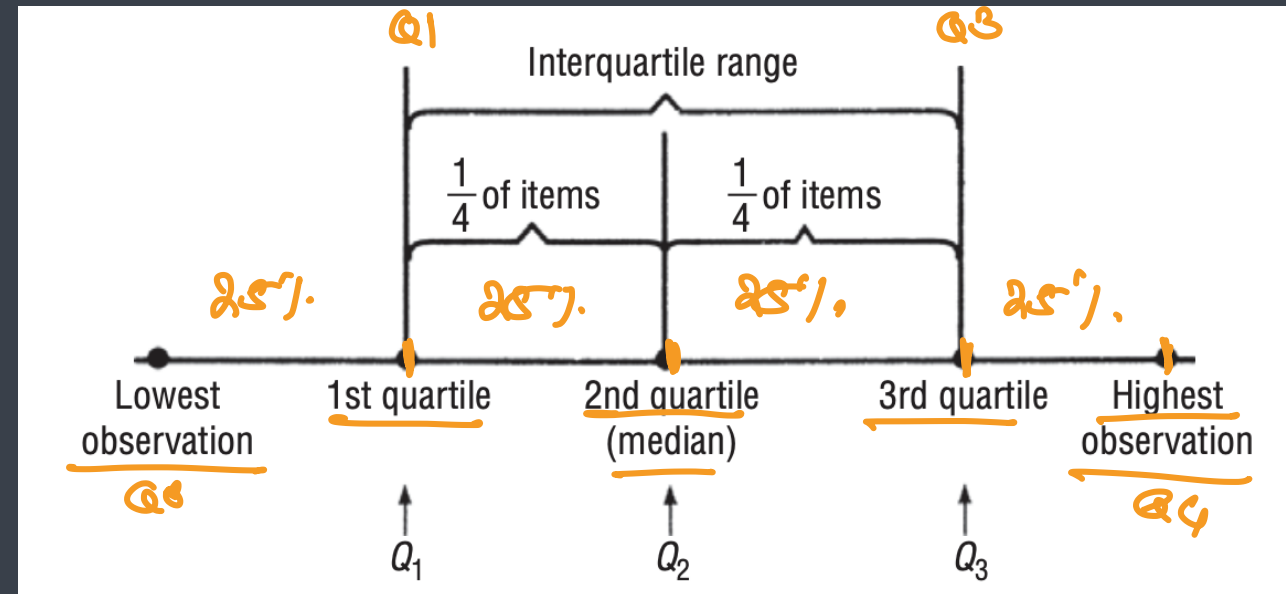 Q1 Q3
Interquartile range
1/4 of items 1/4 of items
25% 25% 25% 25%
Lowest 1st quartile 2nd quartile 3rd quartile Highest
observation (median) observation
Q0 Q4
Q₁ Q₂ Q₃